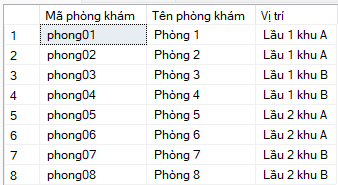 Mã phòng khám Tên phòng khám Vị trí
1 phong01 Phòng 1 Lầu 1 khu A
2 phong02 Phòng 2 Lầu 1 khu A
3 phong03 Phòng 3 Lầu 1 khu B
4 phong04 Phòng 4 Lầu 1 khu B
5 phong05 Phòng 5 Lầu 2 khu A
6 phong06 Phòng 6 Lầu 2 khu A
7 phong07 Phòng 7 Lầu 2 khu B
8 phong08 Phòng 8 Lầu 2 khu B